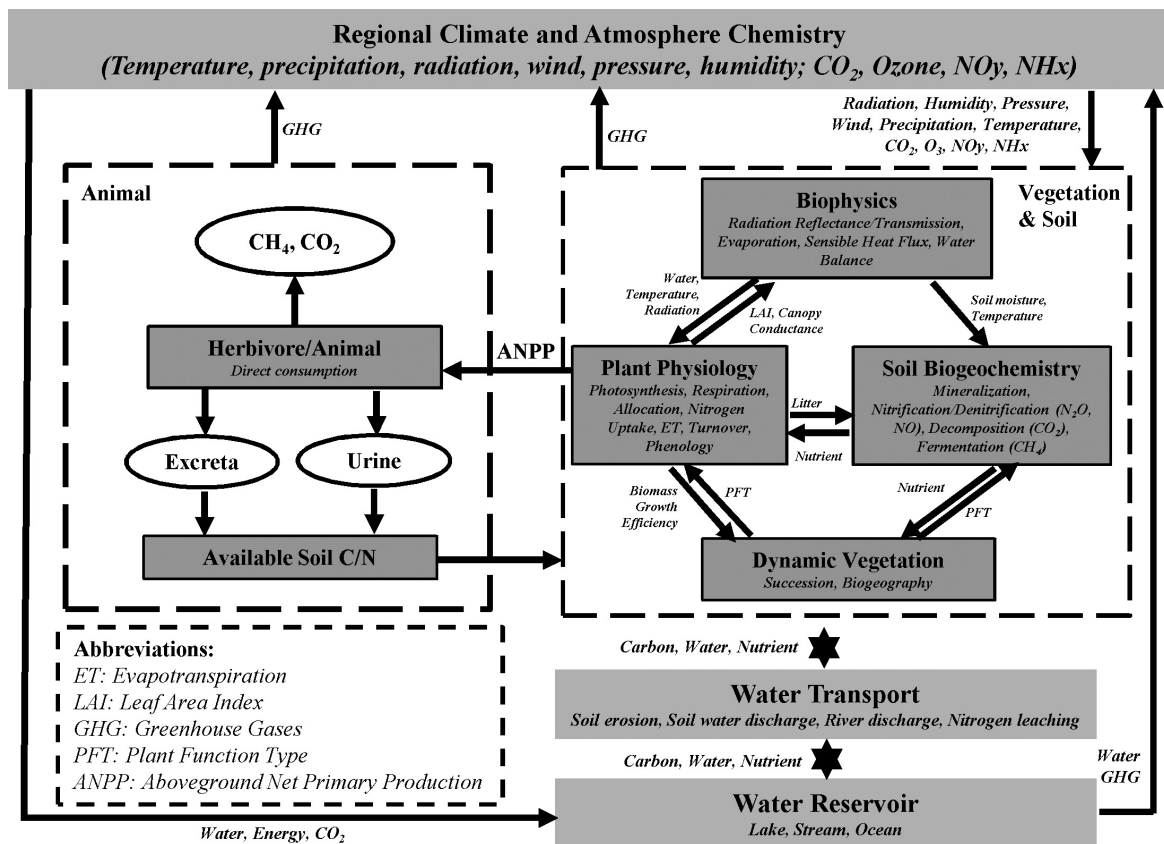 Regional Climate and Atmosphere Chemistry
(Temperature, precipitation, radiation, wind, pressure, humidity; CO₂, Ozone, NOy, NHx)
GHG
GHG
Radiation, Humidity, Pressure,
Wind, Precipitation, Temperature,
CO₂, O₃, NOy, NHx
Animal
CH₄, CO₂
Herbivore/Animal
Direct consumption
Excreta
Urine
Available Soil C/N
ANPP
Vegetation
& Soil
Biophysics
Radiation Reflectance/Transmission,
Evaporation, Sensible Heat Flux, Water
Balance
Water,
Temperature,
Radiation
LAI, Canopy
Conductance
Soil moisture,
Temperature
Plant Physiology
Photosynthesis, Respiration,
Allocation, Nitrogen
Uptake, ET, Turnover,
Phenology
Litter
Nutrient
Soil Biogeochemistry
Mineralization,
Nitrification/Denitrification (N₂O,
NO), Decomposition (CO₂),
Fermentation (CH₄)
Biomass
Growth
Efficiency
PFT
Nutrient
PFT
Dynamic Vegetation
Succession, Biogeography
Abbreviations:
ET: Evapotranspiration
LAI: Leaf Area Index
GHG: Greenhouse Gases
PFT: Plant Function Type
ANPP: Aboveground Net Primary Production
Carbon, Water, Nutrient
Water Transport
Soil erosion, Soil water discharge, River discharge, Nitrogen leaching
Carbon, Water, Nutrient
Water Reservoir
Lake, Stream, Ocean
Water
GHG
Water, Energy, CO₂